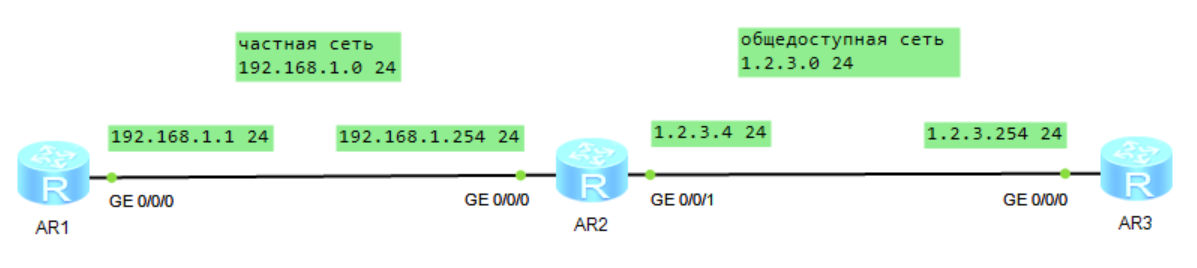 частная сеть
192.168.1.0 24
общедоступная сеть
1.2.3.0 24
192.168.1.1 24
192.168.1.254 24
1.2.3.4 24
1.2.3.254 24
R
R
R
GE 0/0/0
GE 0/0/0
GE 0/0/1
GE 0/0/0
AR1
AR2
AR3